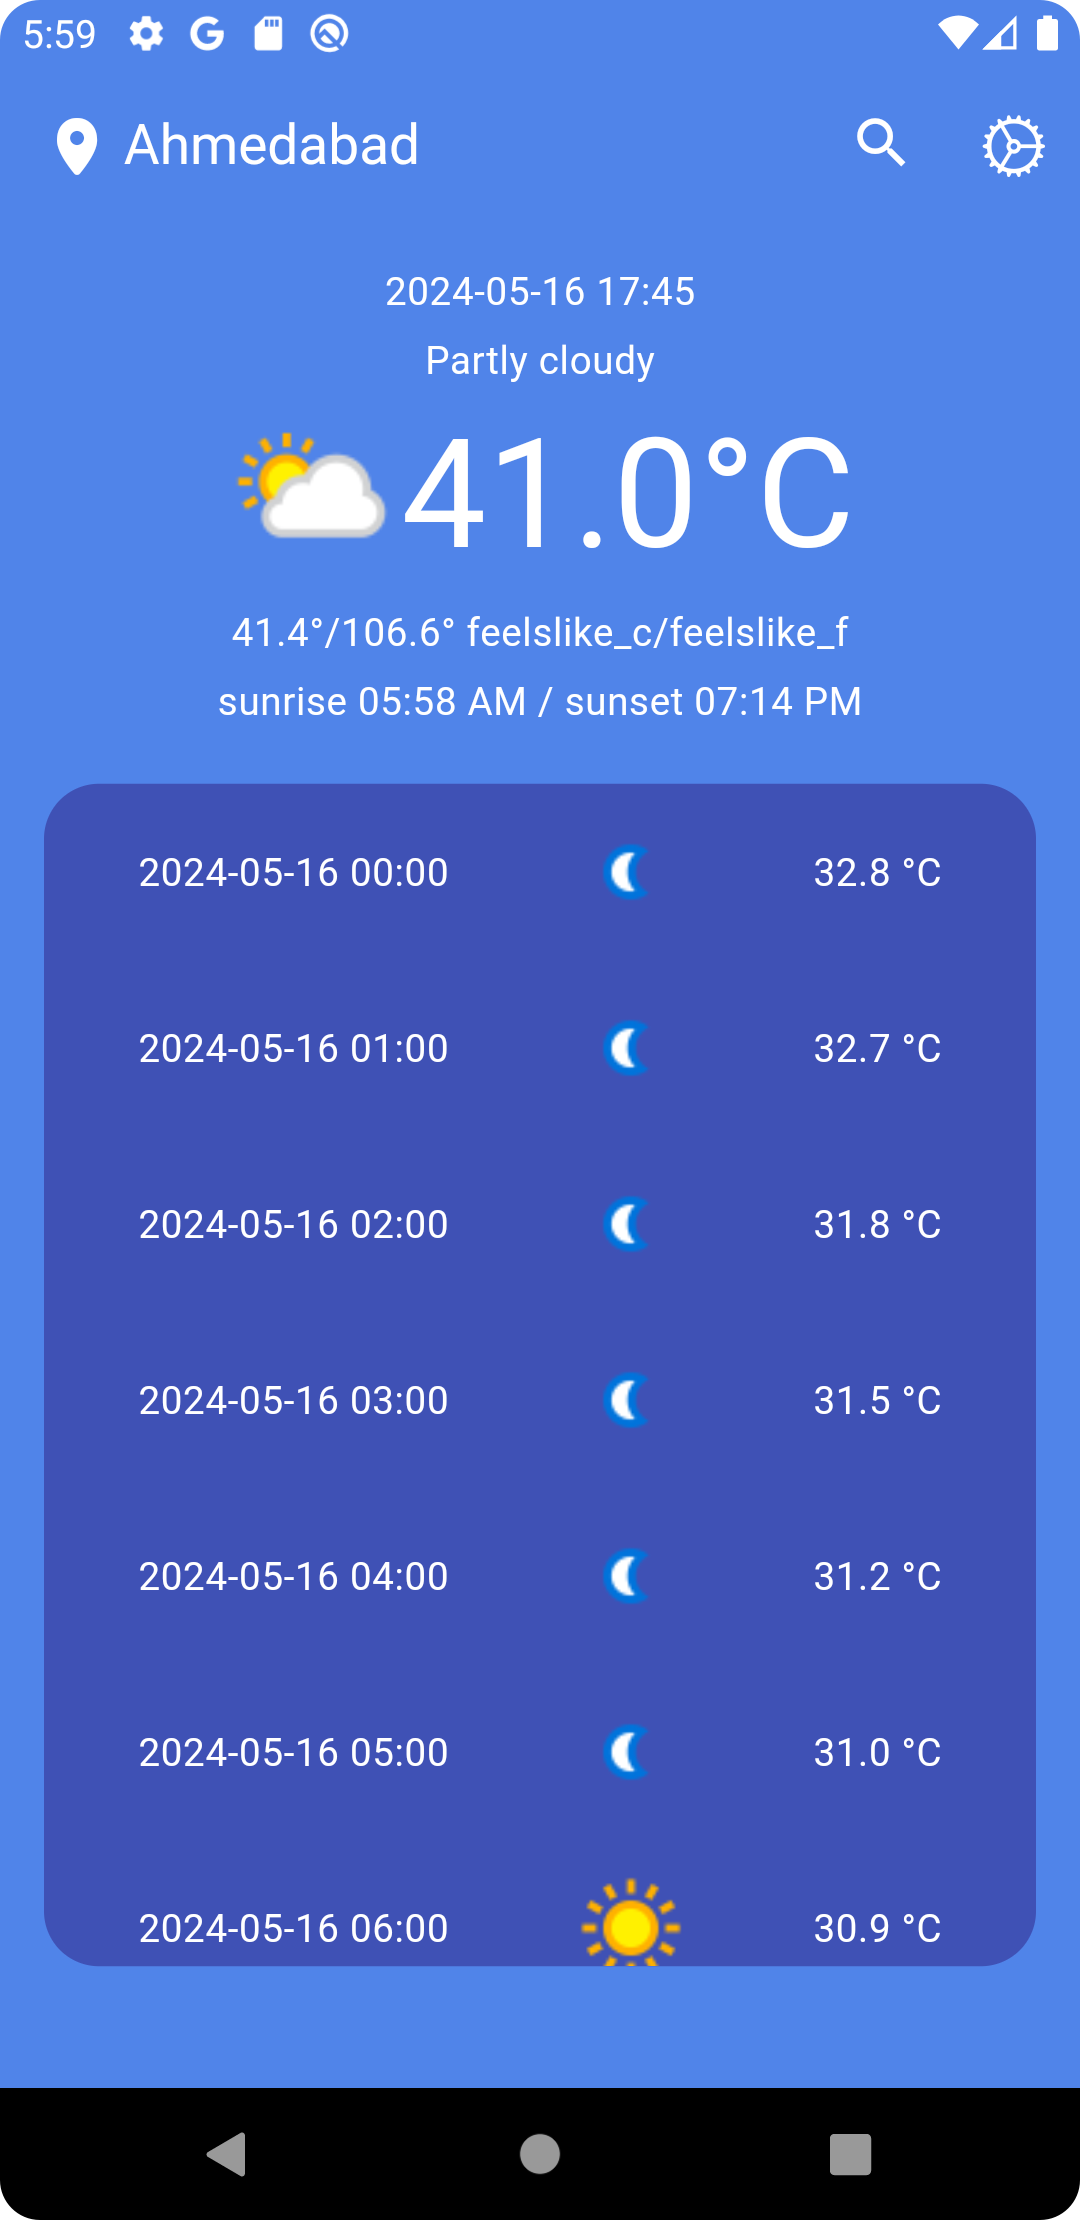 5:59
Ahmedabad
2024-05-16 17:45
Partly cloudy
41.0°C
41.4°/106.6° feelslike_c/feelslike_f
sunrise 05:58 AM / sunset 07:14 PM
2024-05-16 00:00 32.8 °C
2024-05-16 01:00 32.7 °C
2024-05-16 02:00 31.8 °C
2024-05-16 03:00 31.5 °C
2024-05-16 04:00 31.2 °C
2024-05-16 05:00 31.0 °C
2024-05-16 06:00 30.9 °C